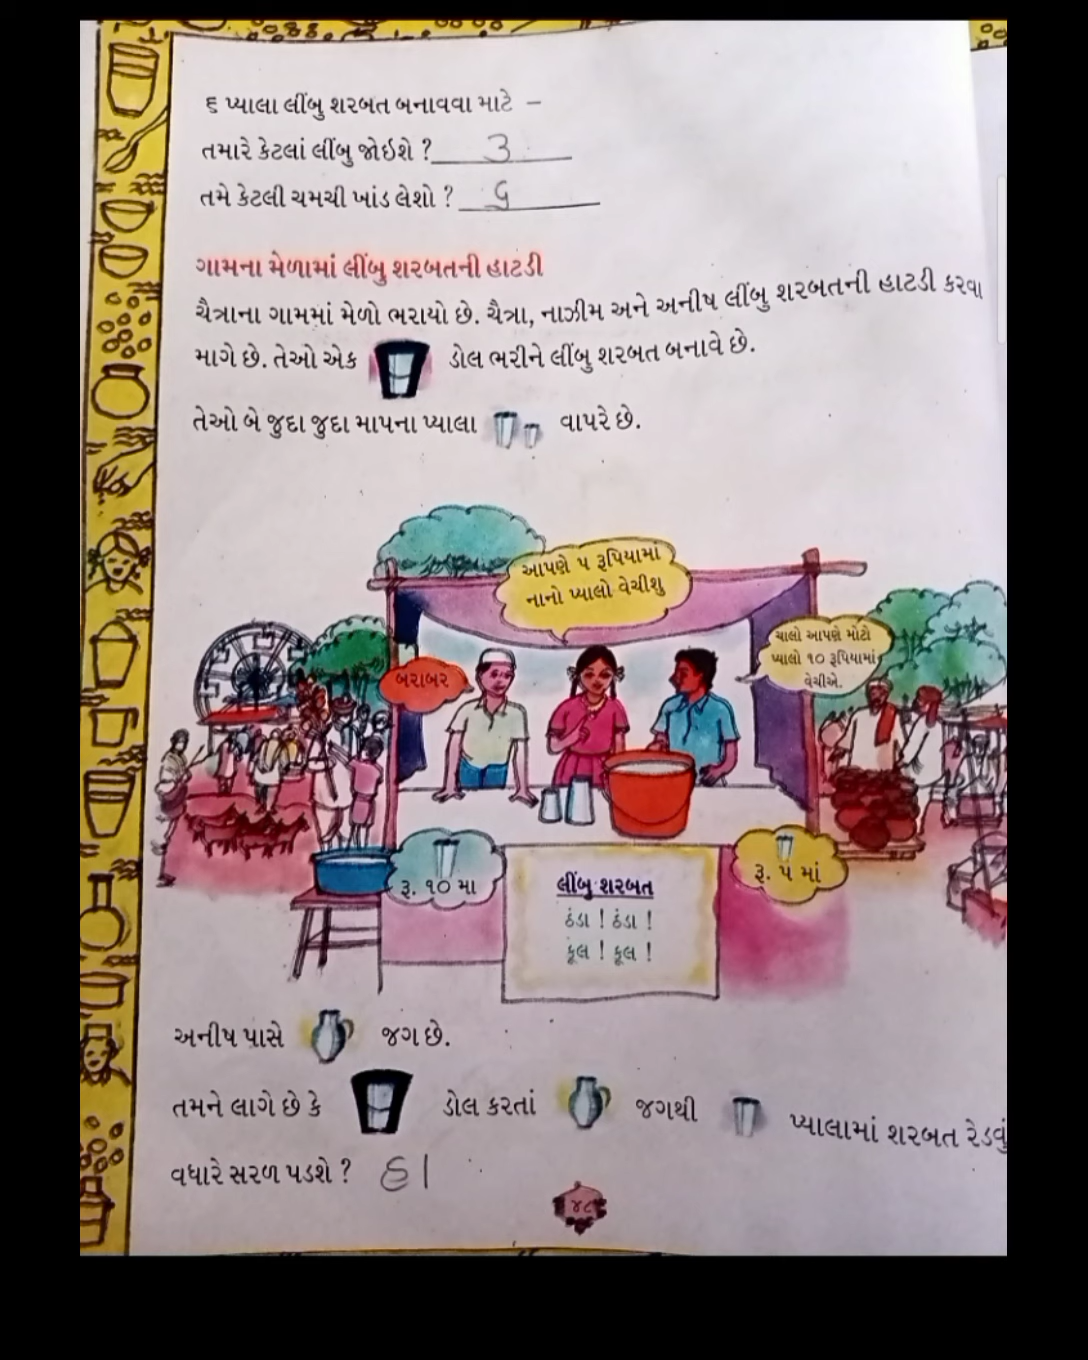 ૬ પ્યાલા લીંબુ શરબત બનાવવા માટે –
તમારે કેટલાં લીંબુ જોઇશે ? 3
તમે કેટલી ચમચી ખાંડ લેશો ?
ગામના મેળામાં લીંબુ શરબતની હાટડી
ચૈત્રાના ગામમાં મેળો ભરાયો છે. ચૈત્રા, નાઝીમ અને અનીષ લીંબુ શરબતની હાટડી કરવા
માગે છે. તેઓ એક ડોલ ભરીને લીંબુ શરબત બનાવે છે.
તેઓ બે જુદા જુદા માપના પ્યાલા વાપરે છે.
આપણે ૫ રૂપિયામાં
નાનો પ્યાલો વેચીશુ
ચાલો આપણે મોટો
પ્યાલો ૧૦ રૂપિયામાં
વેચીએ.
બરાબર
રૂ. ૧૦ મા
લીંબુ શરબત
ઠંડા ! ઠંડા !
કૂલ ! કૂલ !
રૂ. ૫ માં
અનીષ પાસે જગ છે.
તમને લાગે છે કે ડોલ કરતાં જગથી પ્યાલામાં શરબત રેડવું
વધારે સરળ પડશે ? હા
૪૮